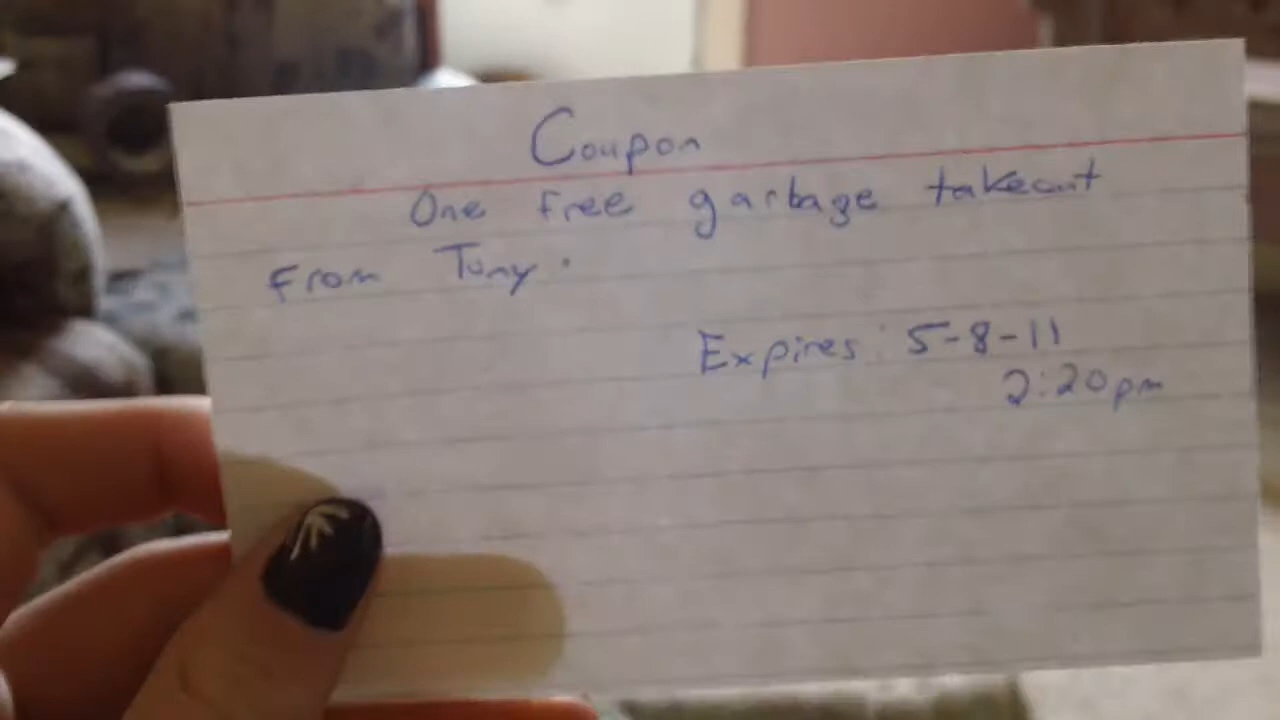 Coupon
One free garbage takeout
from Tony.
Expires: 5-8-11
2:20pm